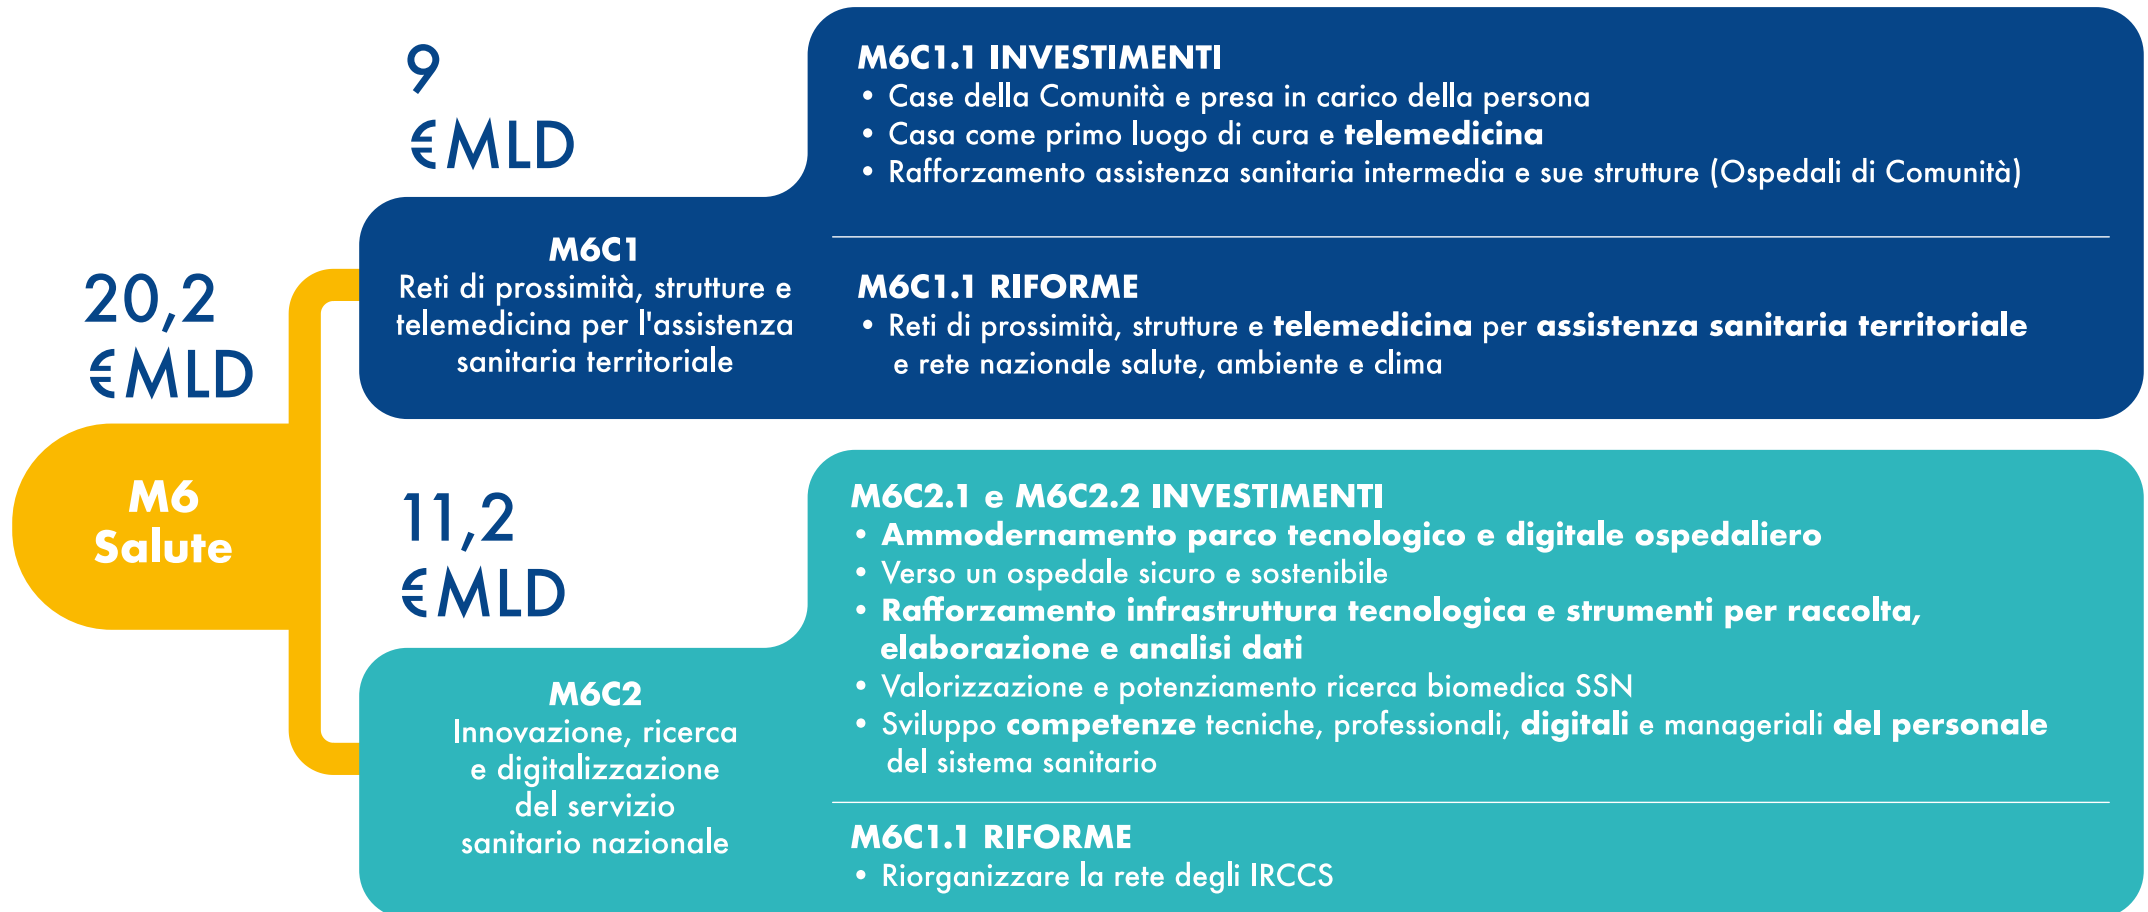 20,2
€MLD
M6
Salute
9
€MLD
M6C1
Reti di prossimità, strutture e
telemedicina per l'assistenza
sanitaria territoriale
M6C1.1 INVESTIMENTI
• Case della Comunità e presa in carico della persona
• Casa come primo luogo di cura e telemedicina
• Rafforzamento assistenza sanitaria intermedia e sue strutture (Ospedali di Comunità)
M6C1.1 RIFORME
• Reti di prossimità, strutture e telemedicina per assistenza sanitaria territoriale
e rete nazionale salute, ambiente e clima
11,2
€MLD
M6C2
Innovazione, ricerca
e digitalizzazione
del servizio
sanitario nazionale
M6C2.1 e M6C2.2 INVESTIMENTI
• Ammodernamento parco tecnologico e digitale ospedaliero
• Verso un ospedale sicuro e sostenibile
• Rafforzamento infrastruttura tecnologica e strumenti per raccolta,
elaborazione e analisi dati
• Valorizzazione e potenziamento ricerca biomedica SSN
• Sviluppo competenze tecniche, professionali, digitali e manageriali del personale
del sistema sanitario
M6C1.1 RIFORME
• Riorganizzare la rete degli IRCCS